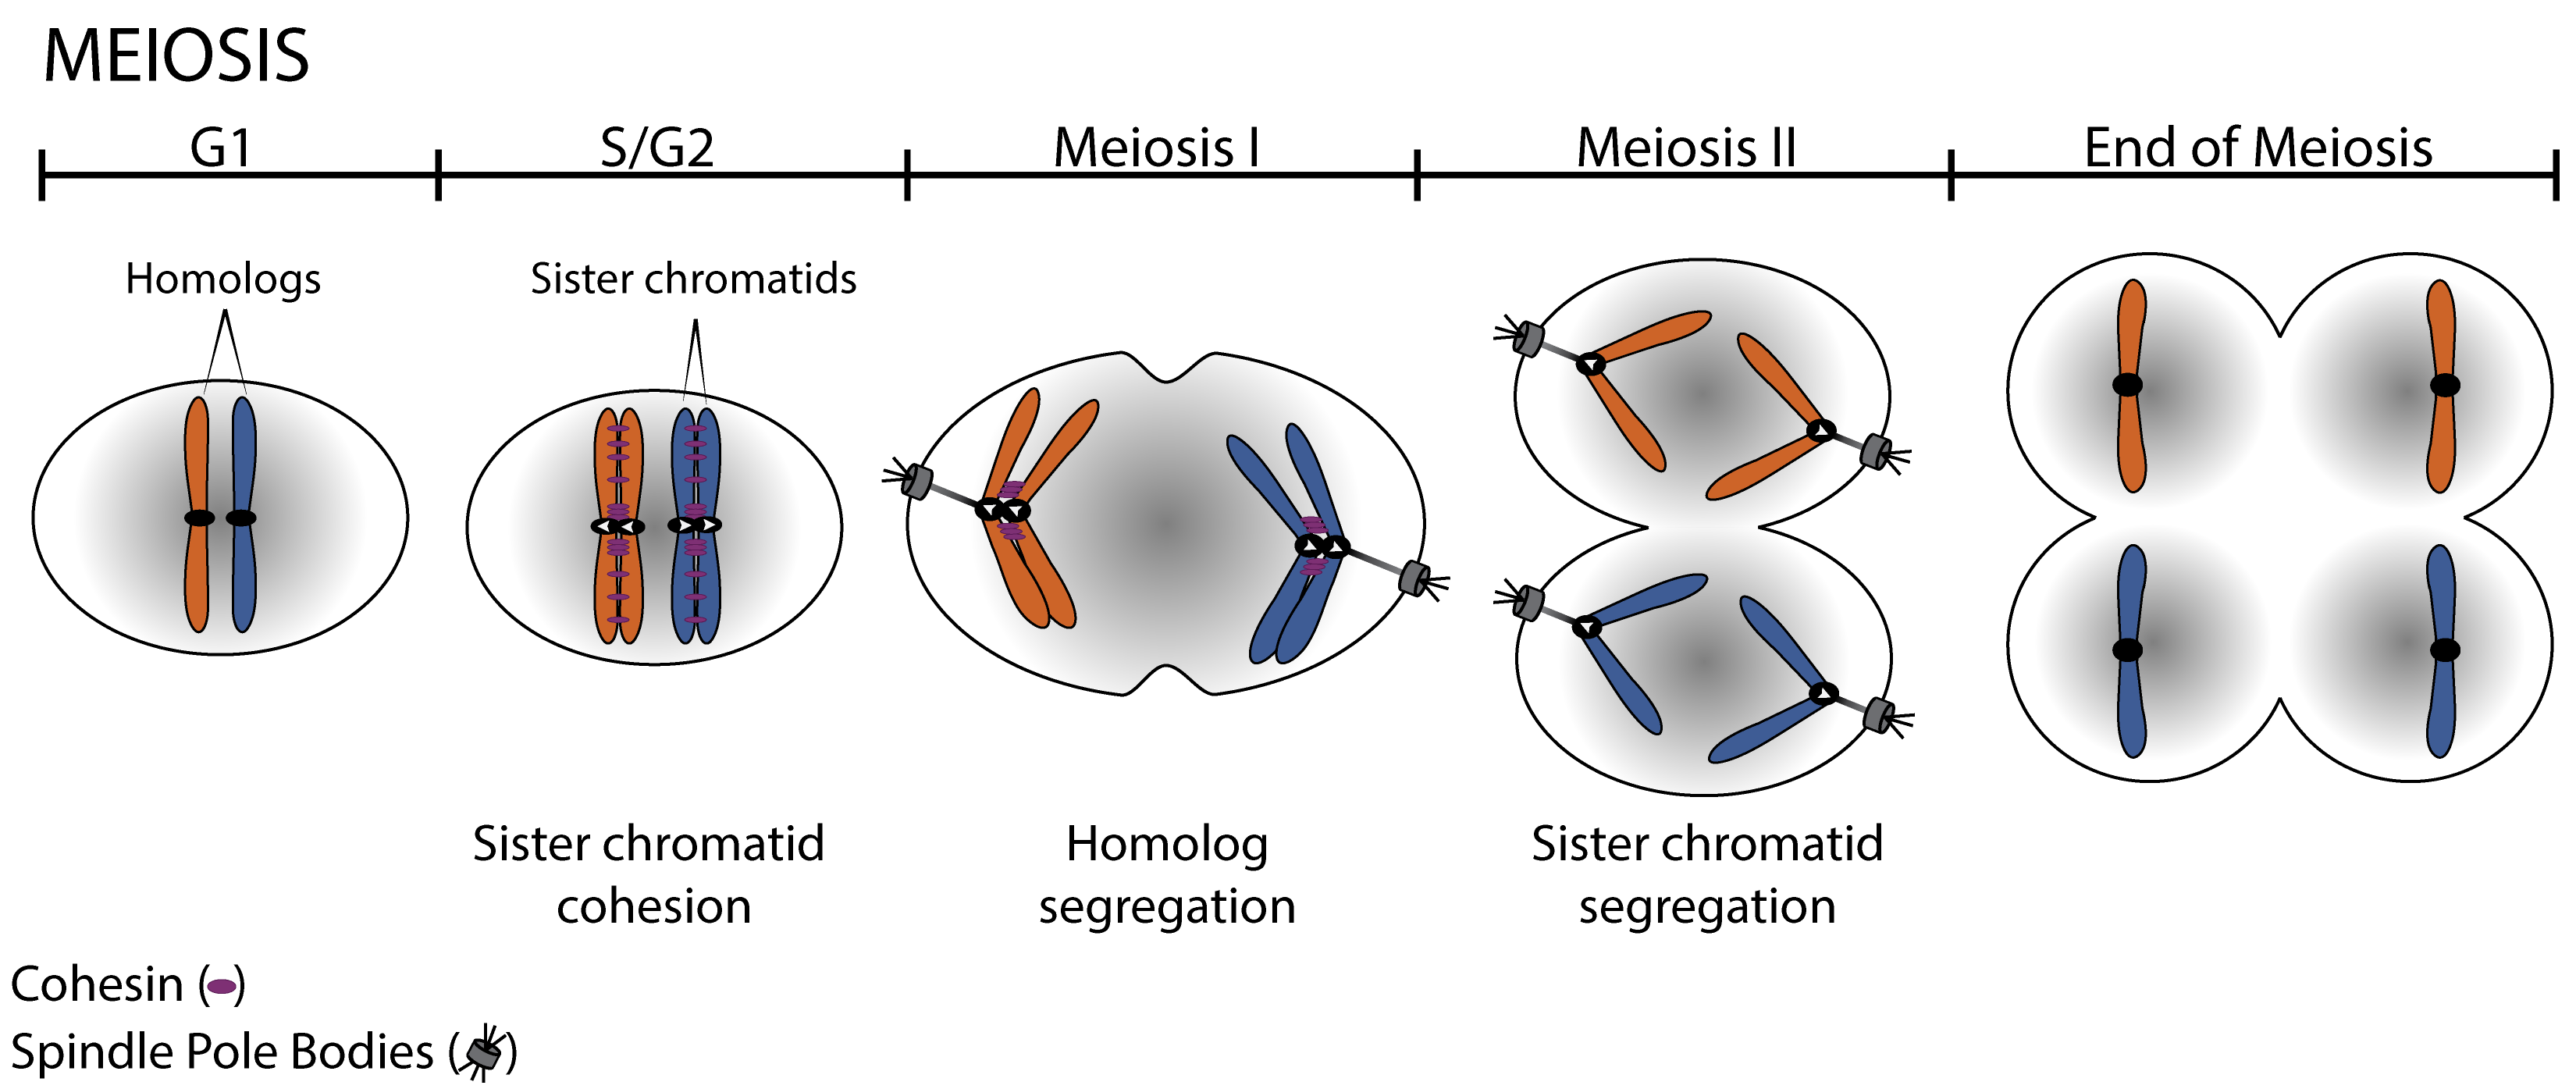 MEIOSIS
G1
S/G2
Meiosis I
Meiosis II
End of Meiosis
Homologs
Sister chromatids
Sister chromatid
cohesion
Homolog
segregation
Sister chromatid
segregation
Cohesin ( )
Spindle Pole Bodies ( )